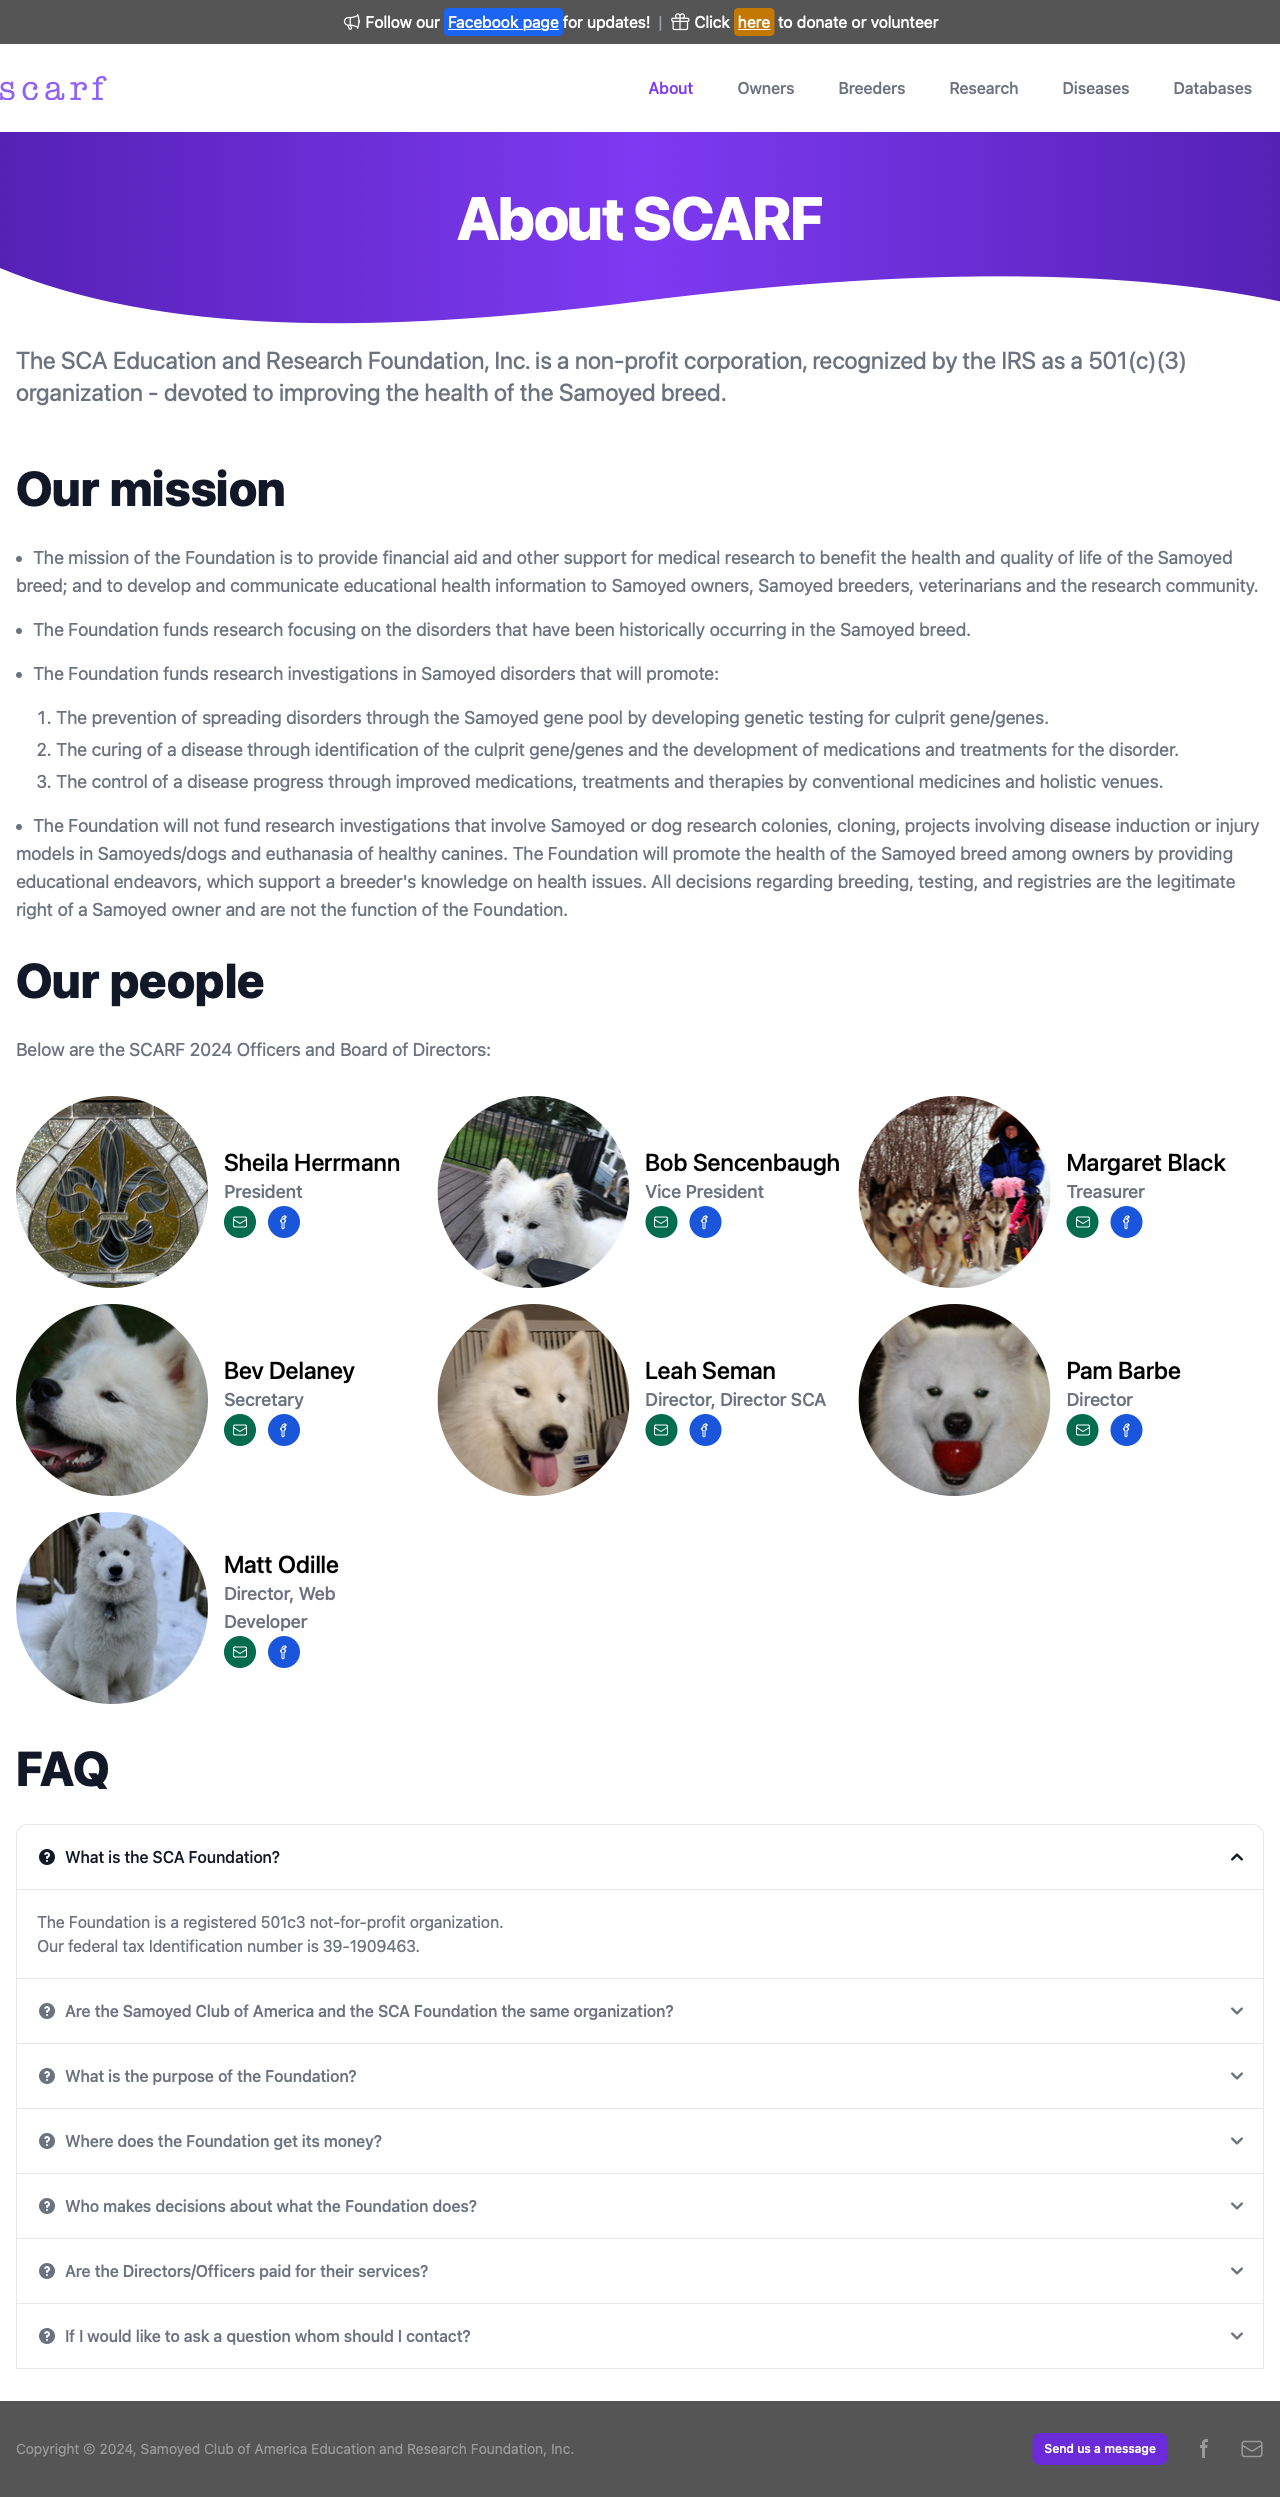 Follow our Facebook page for updates! | Click here to donate or volunteer
scarf
About Owners Breeders Research Diseases Databases
About SCARF
The SCA Education and Research Foundation, Inc. is a non-profit corporation, recognized by the IRS as a 501(c)(3)
organization - devoted to improving the health of the Samoyed breed.
Our mission
• The mission of the Foundation is to provide financial aid and other support for medical research to benefit the health and quality of life of the Samoyed
breed; and to develop and communicate educational health information to Samoyed owners, Samoyed breeders, veterinarians and the research community.
• The Foundation funds research focusing on the disorders that have been historically occurring in the Samoyed breed.
• The Foundation funds research investigations in Samoyed disorders that will promote:
1. The prevention of spreading disorders through the Samoyed gene pool by developing genetic testing for culprit gene/genes.
2. The curing of a disease through identification of the culprit gene/genes and the development of medications and treatments for the disorder.
3. The control of a disease progress through improved medications, treatments and therapies by conventional medicines and holistic venues.
• The Foundation will not fund research investigations that involve Samoyed or dog research colonies, cloning, projects involving disease induction or injury
models in Samoyeds/dogs and euthanasia of healthy canines. The Foundation will promote the health of the Samoyed breed among owners by providing
educational endeavors, which support a breeder's knowledge on health issues. All decisions regarding breeding, testing, and registries are the legitimate
right of a Samoyed owner and are not the function of the Foundation.
Our people
Below are the SCARF 2024 Officers and Board of Directors:
Sheila Herrmann
President
Bob Sencenbaugh
Vice President
Margaret Black
Treasurer
Bev Delaney
Secretary
Leah Seman
Director, Director SCA
Pam Barbe
Director
Matt Odille
Director, Web
Developer
FAQ
What is the SCA Foundation?
The Foundation is a registered 501c3 not-for-profit organization.
Our federal tax Identification number is 39-1909463.
Are the Samoyed Club of America and the SCA Foundation the same organization?
What is the purpose of the Foundation?
Where does the Foundation get its money?
Who makes decisions about what the Foundation does?
Are the Directors/Officers paid for their services?
If I would like to ask a question whom should I contact?
Copyright © 2024, Samoyed Club of America Education and Research Foundation, Inc.
Send us a message